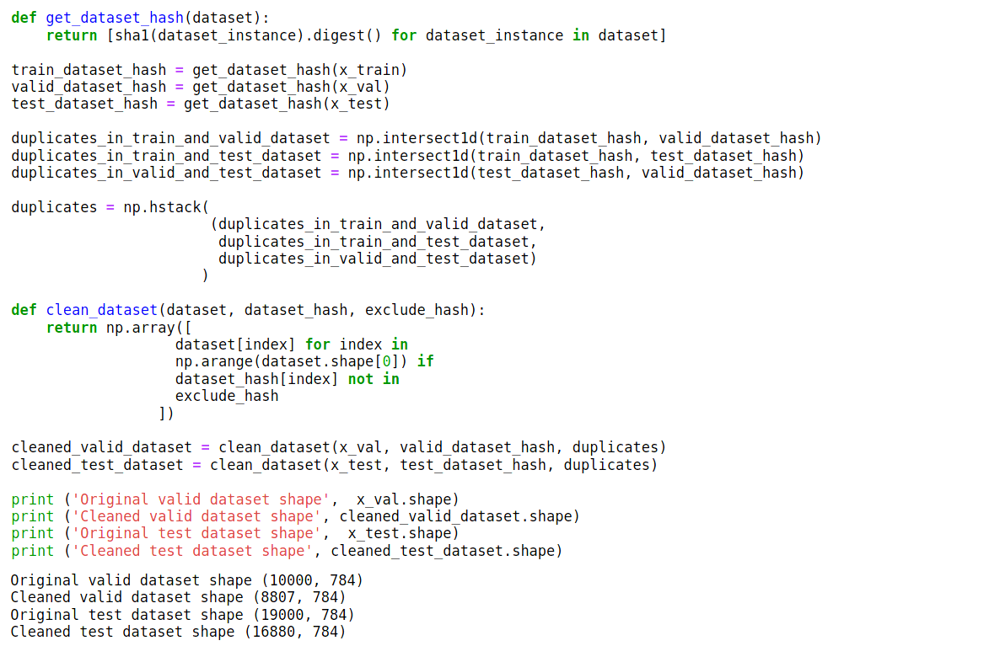 def get_dataset_hash(dataset):
    return [sha1(dataset_instance).digest() for dataset_instance in dataset]

train_dataset_hash = get_dataset_hash(x_train)
valid_dataset_hash = get_dataset_hash(x_val)
test_dataset_hash = get_dataset_hash(x_test)

duplicates_in_train_and_valid_dataset = np.intersect1d(train_dataset_hash, valid_dataset_hash)
duplicates_in_train_and_test_dataset = np.intersect1d(train_dataset_hash, test_dataset_hash)
duplicates_in_valid_and_test_dataset = np.intersect1d(test_dataset_hash, valid_dataset_hash)

duplicates = np.hstack(
                       (duplicates_in_train_and_valid_dataset,
                        duplicates_in_train_and_test_dataset,
                        duplicates_in_valid_and_test_dataset)
                      )

def clean_dataset(dataset, dataset_hash, exclude_hash):
    return np.array([
                   dataset[index] for index in
                   np.arange(dataset.shape[0]) if
                   dataset_hash[index] not in
                   exclude_hash
                 ])

cleaned_valid_dataset = clean_dataset(x_val, valid_dataset_hash, duplicates)
cleaned_test_dataset = clean_dataset(x_test, test_dataset_hash, duplicates)

print ('Original valid dataset shape',  x_val.shape)
print ('Cleaned valid dataset shape', cleaned_valid_dataset.shape)
print ('Original test dataset shape',  x_test.shape)
print ('Cleaned test dataset shape', cleaned_test_dataset.shape)

Original valid dataset shape (10000, 784)
Cleaned valid dataset shape (8807, 784)
Original test dataset shape (19000, 784)
Cleaned test dataset shape (16880, 784)